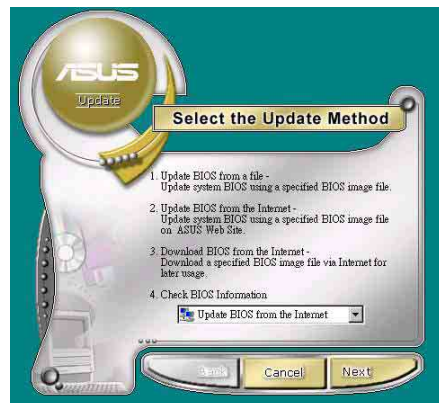 ASUS
Update
Select the Update Method
1. Update BIOS from a file -
Update system BIOS using a specified BIOS image file.
2. Update BIOS from the Internet -
Update system BIOS using a specified BIOS image file
on ASUS Web Site.
3. Download BIOS from the Internet -
Download a specified BIOS image file via Internet for
later usage.
4. Check BIOS Information
Update BIOS from the Internet
Back Cancel Next